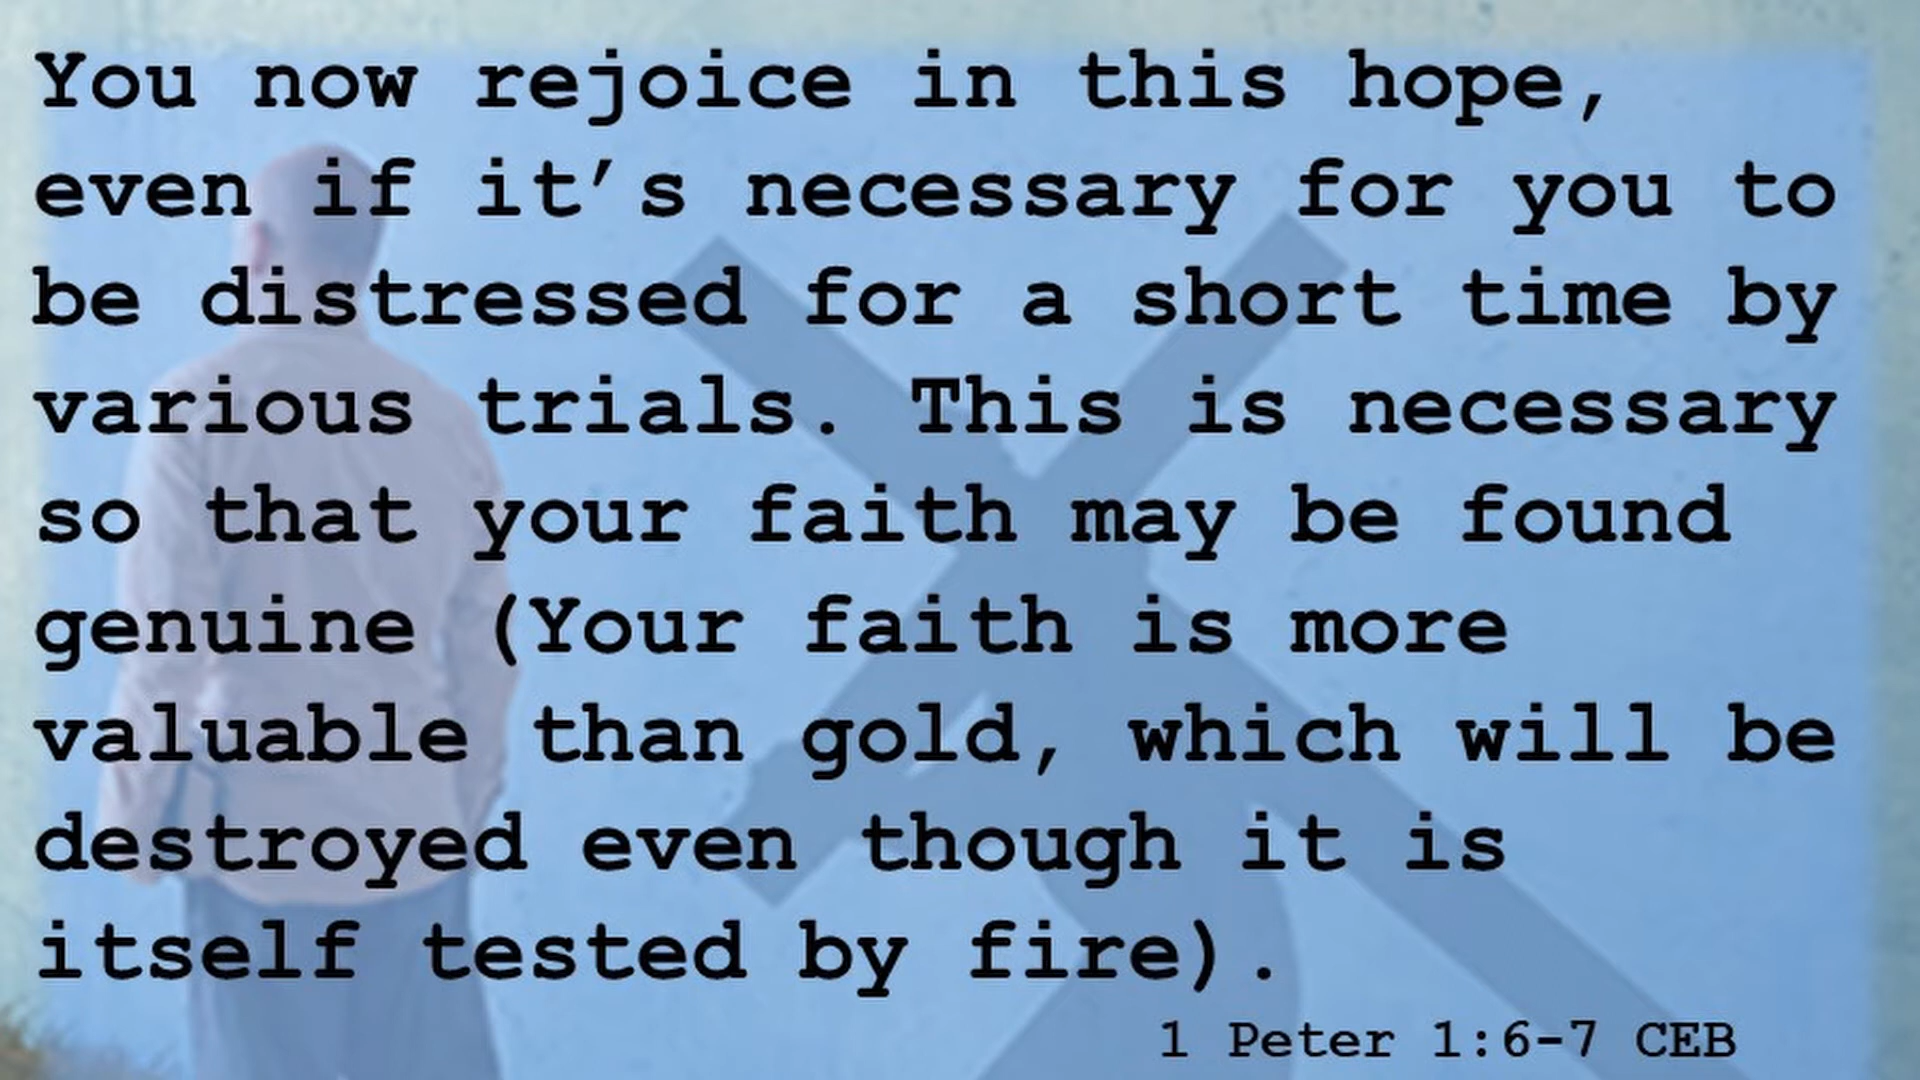 You now rejoice in this hope,
even if it’s necessary for you to
be distressed for a short time by
various trials. This is necessary
so that your faith may be found
genuine (Your faith is more
valuable than gold, which will be
destroyed even though it is
itself tested by fire).
1 Peter 1:6-7 CEB